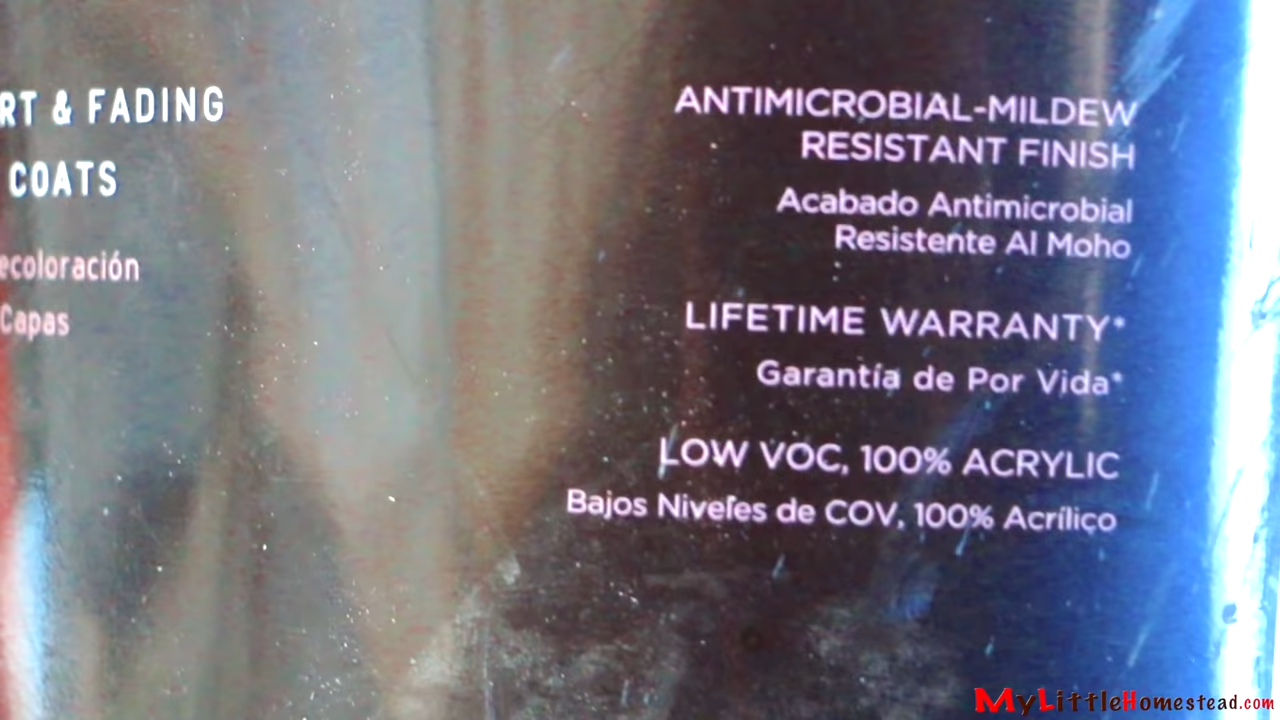 RT & FADING
COATS
ecoloración
Capas
ANTIMICROBIAL-MILDEW
RESISTANT FINISH
Acabado Antimicrobial
Resistente Al Moho
LIFETIME WARRANTY*
Garantía de Por Vida*
LOW VOC, 100% ACRYLIC
Bajos Niveles de COV, 100% Acrílico
MyLittleHomestead.com